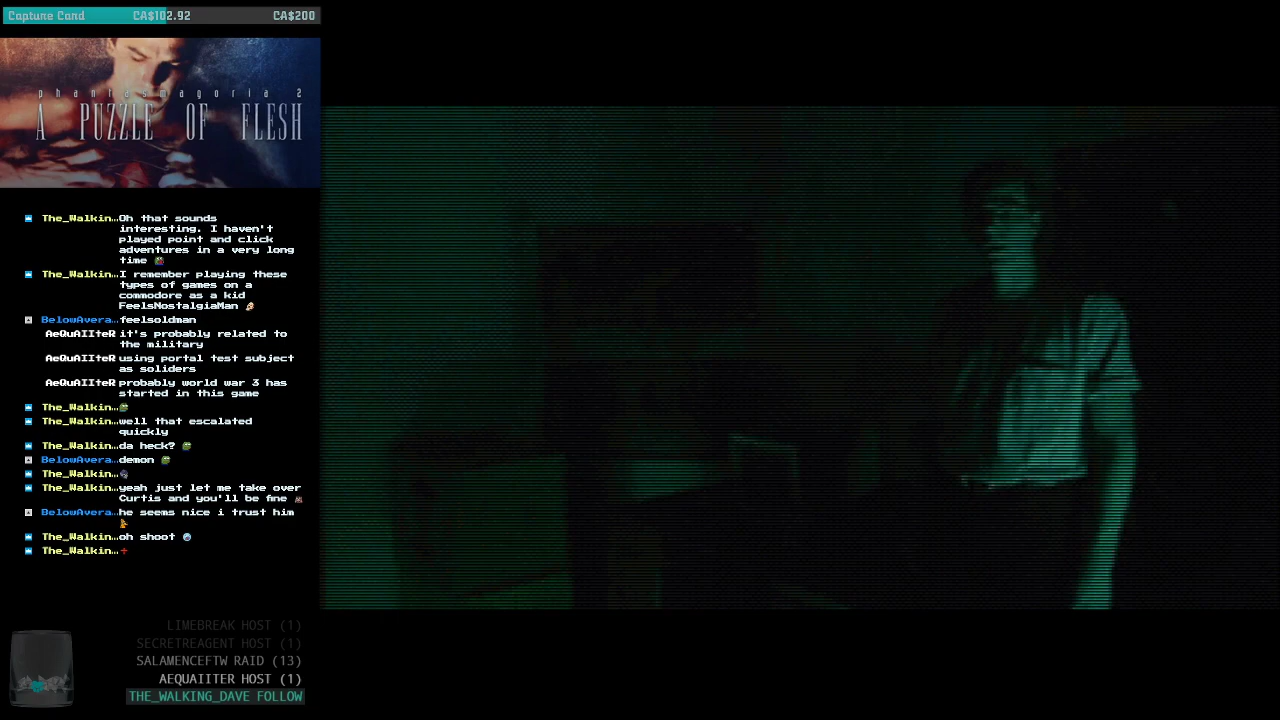 Capture Card CA$102.92 CA$200
phantasmagoria 2
A PUZZLE OF FLESH
The_Walkin… Oh that sounds
interesting. I haven't
played point and click
adventures in a very long
time
The_Walkin… I remember playing these
types of games on a
commodore as a kid
FeelsNostalgiaMan
BelowAvera… feelsoldman
AeQuAIIteR it's probably related to
the military
AeQuAIIteR using portal test subject
as soliders
AeQuAIIteR probably world war 3 has
started in this game
The_Walkin…
The_Walkin… well that escalated
quickly
The_Walkin… da heck?
BelowAvera… demon
The_Walkin…
The_Walkin… yeah just let me take over
Curtis and you'll be fine
BelowAvera… he seems nice i trust him
The_Walkin… oh shoot
The_Walkin…
LIMEBREAK HOST (1)
SECRETREAGENT HOST (1)
SALAMENCEFTW RAID (13)
AEQUAIITER HOST (1)
THE_WALKING_DAVE FOLLOW